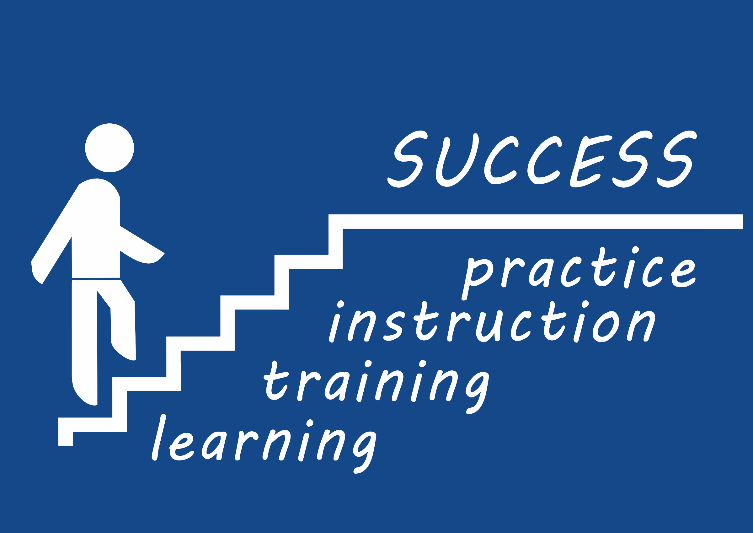 SUCCESS
practice
instruction
training
learning